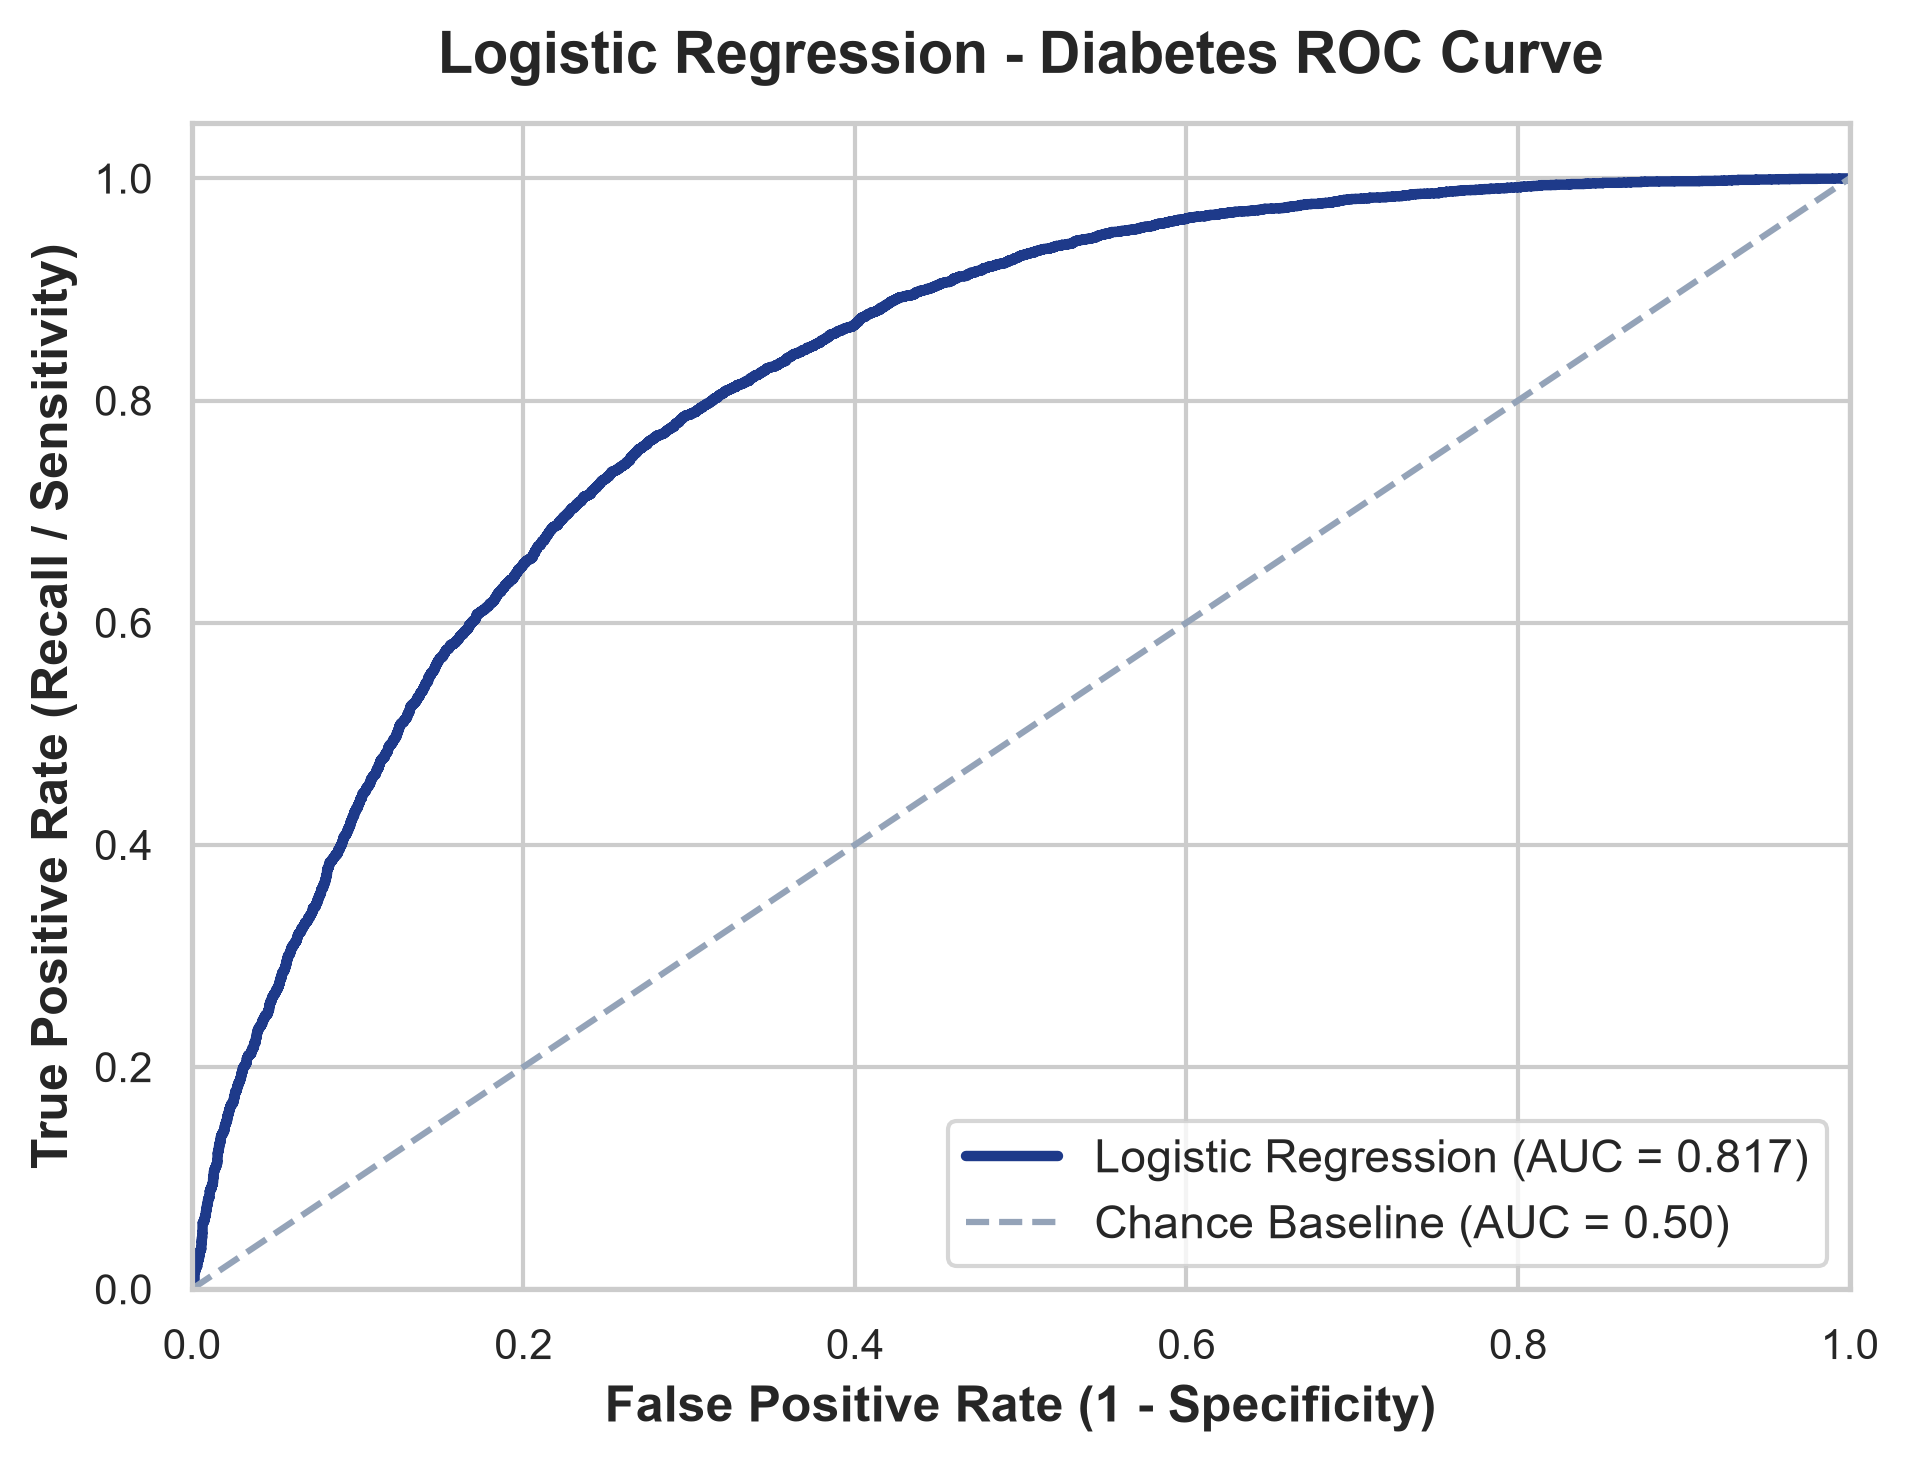 Logistic Regression - Diabetes ROC Curve
True Positive Rate (Recall / Sensitivity)
1.0
0.8
0.6
0.4
0.2
0.0
Logistic Regression (AUC = 0.817)
Chance Baseline (AUC = 0.50)
0.0 0.2 0.4 0.6 0.8 1.0
False Positive Rate (1 - Specificity)